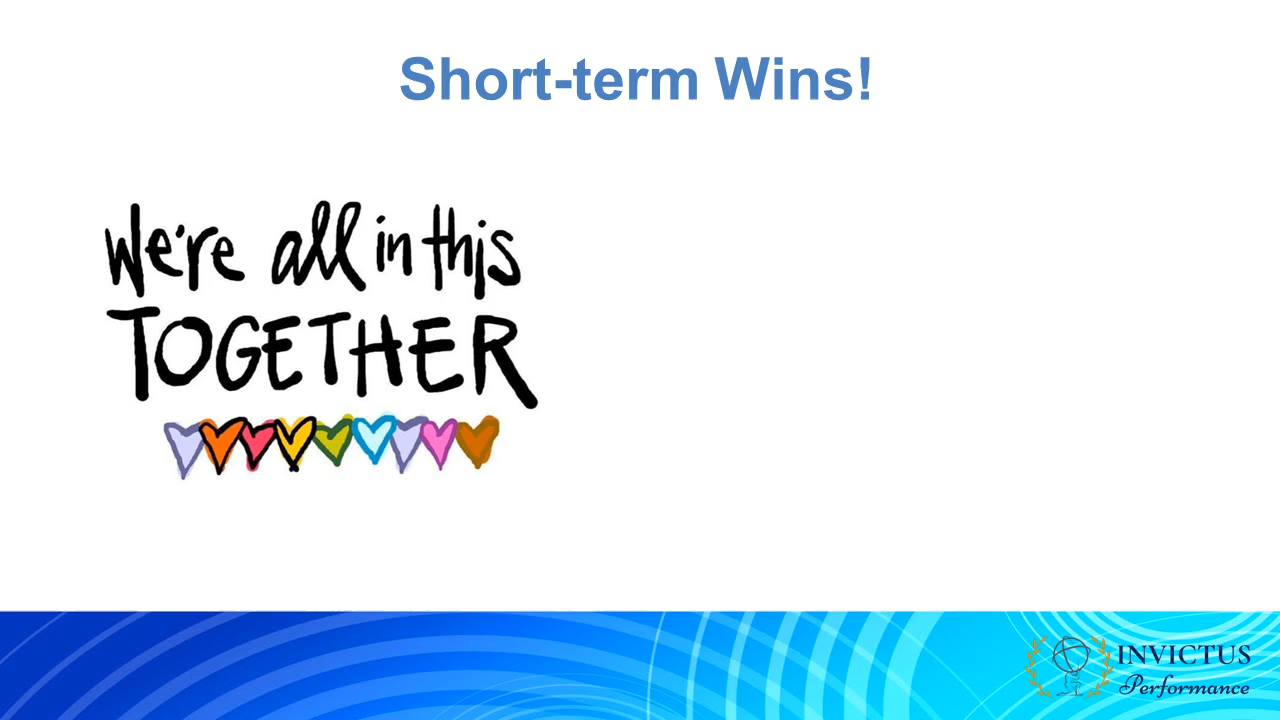 Short-term Wins!
We're all in this
TOGETHER
INVICTUS
Performance